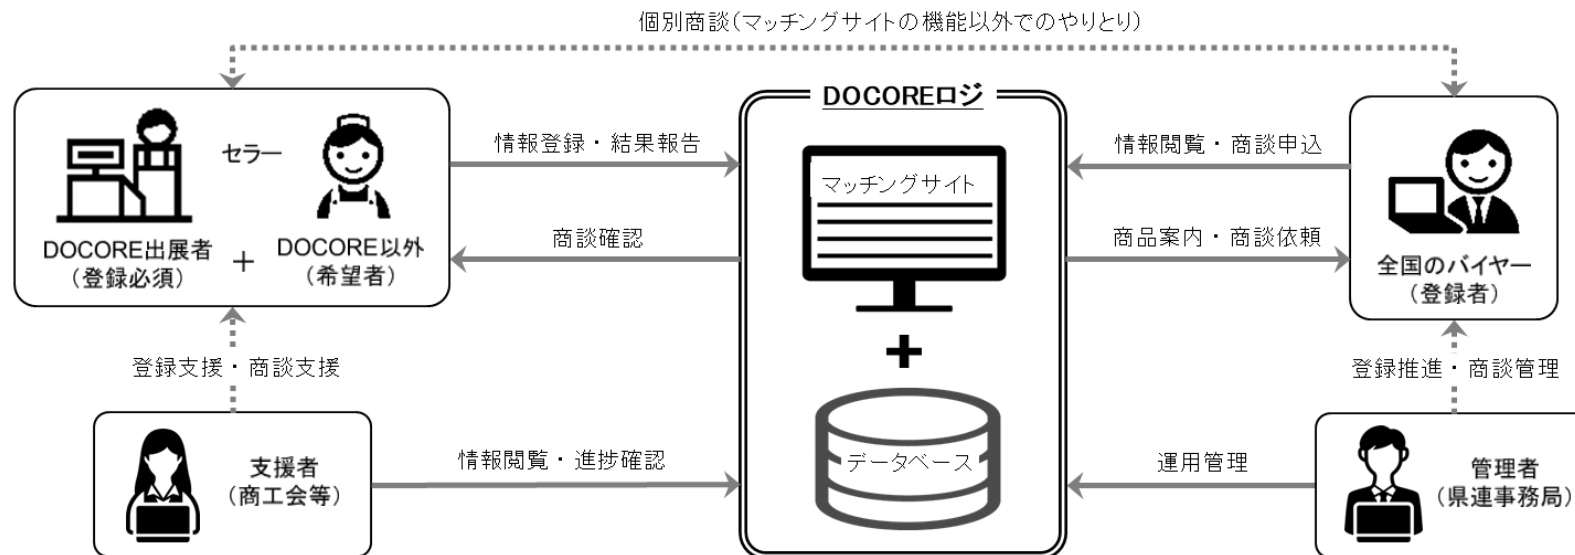 個別商談(マッチングサイトの機能以外でのやりとり)
DOCOREロジ
セラー
情報登録・結果報告
マッチングサイト
情報閲覧・商談申込
DOCORE出展者
(登録必須)
+
DOCORE以外
(希望者)
商談確認
商品案内・商談依頼
全国のバイヤー
(登録者)
+
登録支援・商談支援
登録推進・商談管理
支援者
(商工会等)
情報閲覧・進捗確認
データベース
運用管理
管理者
(県連事務局)